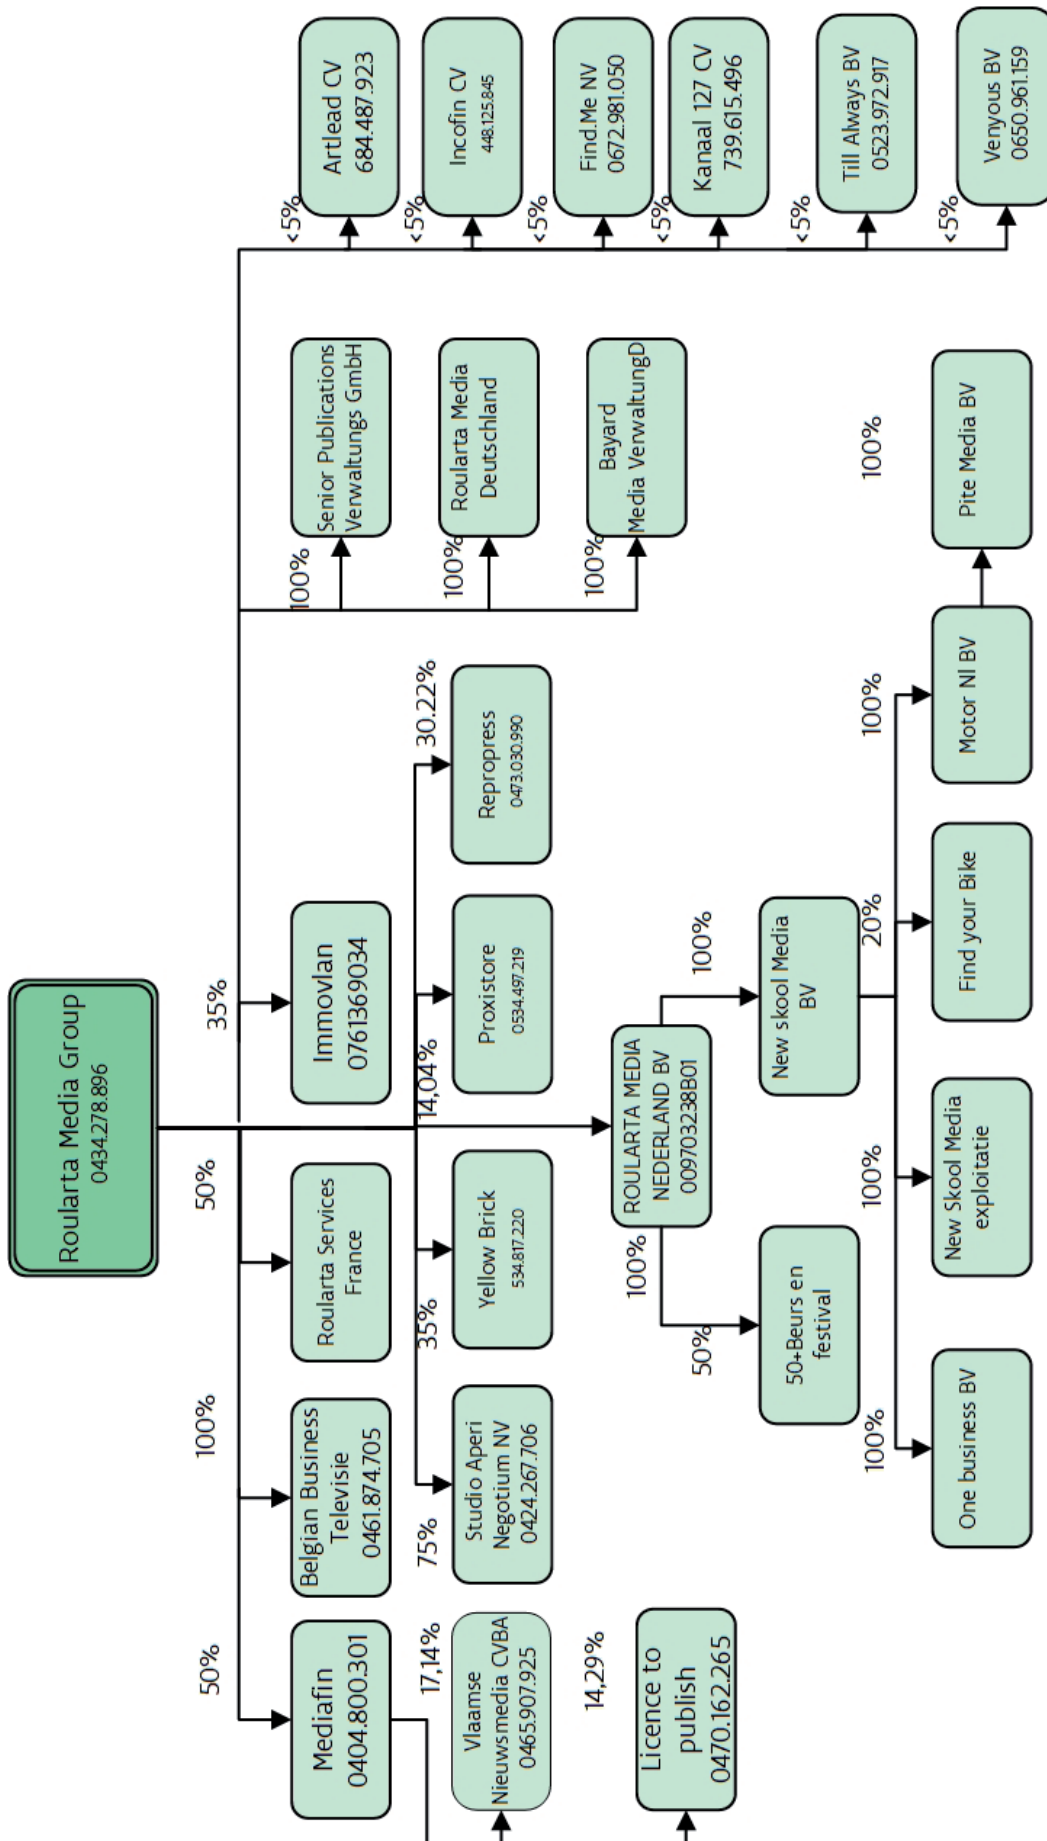 Roularta Media Group
0434.278.896
50%
100%
50%
35%
Mediafin
0404.800.301
Belgian Business
Televisie
0461.874.705
Roularta Services
France
Immovlan
0761369034
100%
Senior Publications
Verwaltungs GmbH
100%
Roularta Media
Deutschland
100%
Bayard
Media VerwaltungD
<5%
Artlead CV
684.487.923
<5%
Incofin CV
448.125.845
<5%
Find.Me NV
0672.981.050
<5%
Kanaal 127 CV
739.615.496
<5%
Till Always BV
0523.972.917
<5%
Venyous BV
0650.961.159
17,14%
75%
35%
14,04%
30.22%
Vlaamse
Nieuwsmedia CVBA
0465.907.925
Studio Aperi
Negotium NV
0424.267.706
Yellow Brick
534.817.220
Proxistore
0534.497.219
Repropress
0473.030.990
14,29%
Licence to
publish
0470.162.265
100%
ROULARTA MEDIA
NEDERLAND BV
009703238B01
50%
100%
50+Beurs en
festival
New skool Media
BV
100%
100%
20%
100%
100%
One business BV
New Skool Media
exploitatie
Find your Bike
Motor Nl BV
Pite Media BV